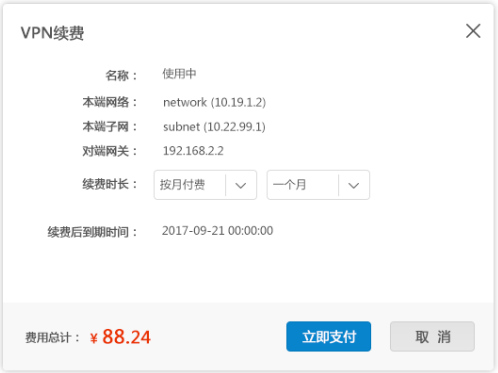 VPN续费
名称： 使用中
本端网络： network (10.19.1.2)
本端子网： subnet (10.22.99.1)
对端网关： 192.168.2.2
续费时长： 按月付费 一个月
续费后到期时间： 2017-09-21 00:00:00
费用总计： ¥ 88.24 立即支付 取 消